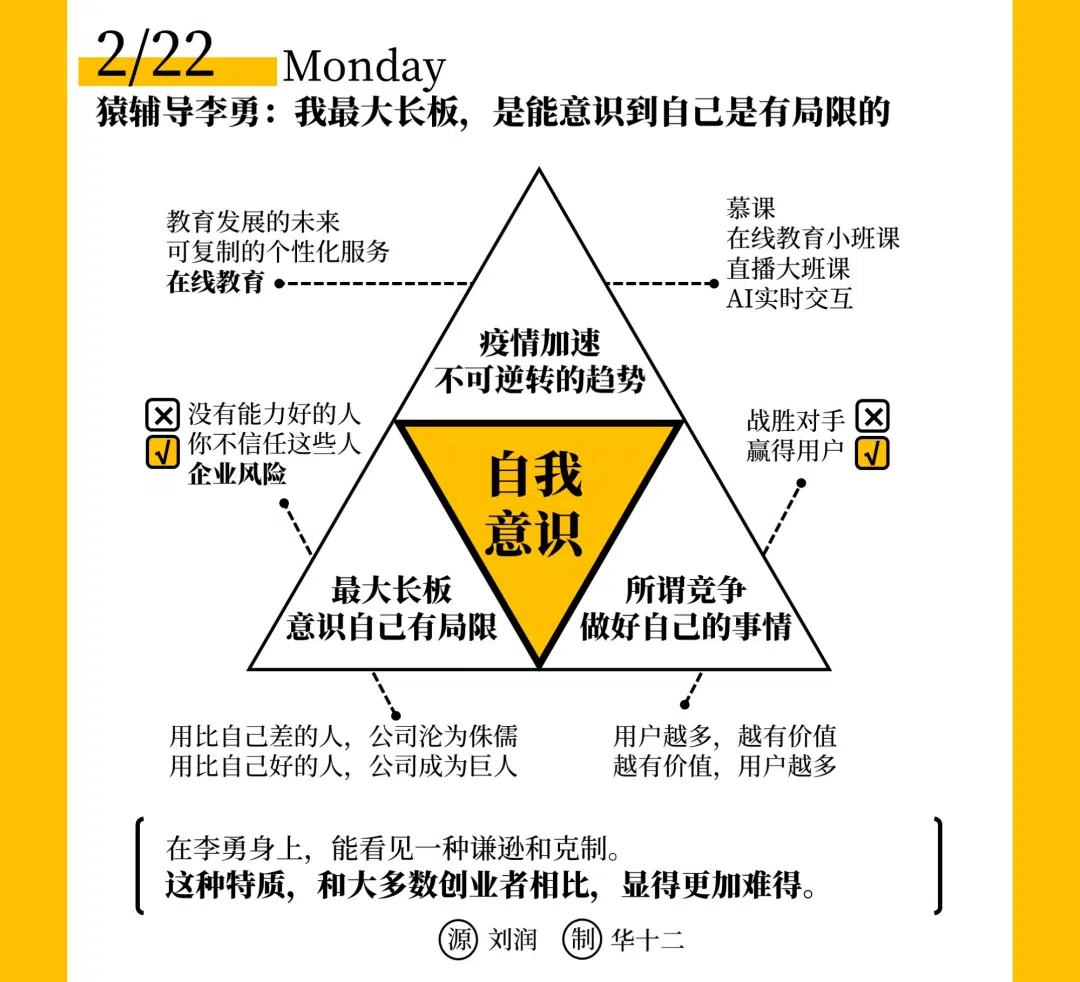 2/22 Monday
猿辅导李勇：我最大长板，是能意识到自己是有局限的
教育发展的未来
可复制的个性化服务
在线教育
慕课
在线教育小班课
直播大班课
AI实时交互
疫情加速
不可逆转的趋势
没有能力好的人
你不信任这些人
企业风险
战胜对手
赢得用户
自我
意识
最大长板
意识自己有局限
所谓竞争
做好自己的事情
用比自己差的人，公司沦为侏儒
用比自己好的人，公司成为巨人
用户越多，越有价值
越有价值，用户越多
在李勇身上，能看见一种谦逊和克制。
这种特质，和大多数创业者相比，显得更加难得。
源 刘润 制 华十二